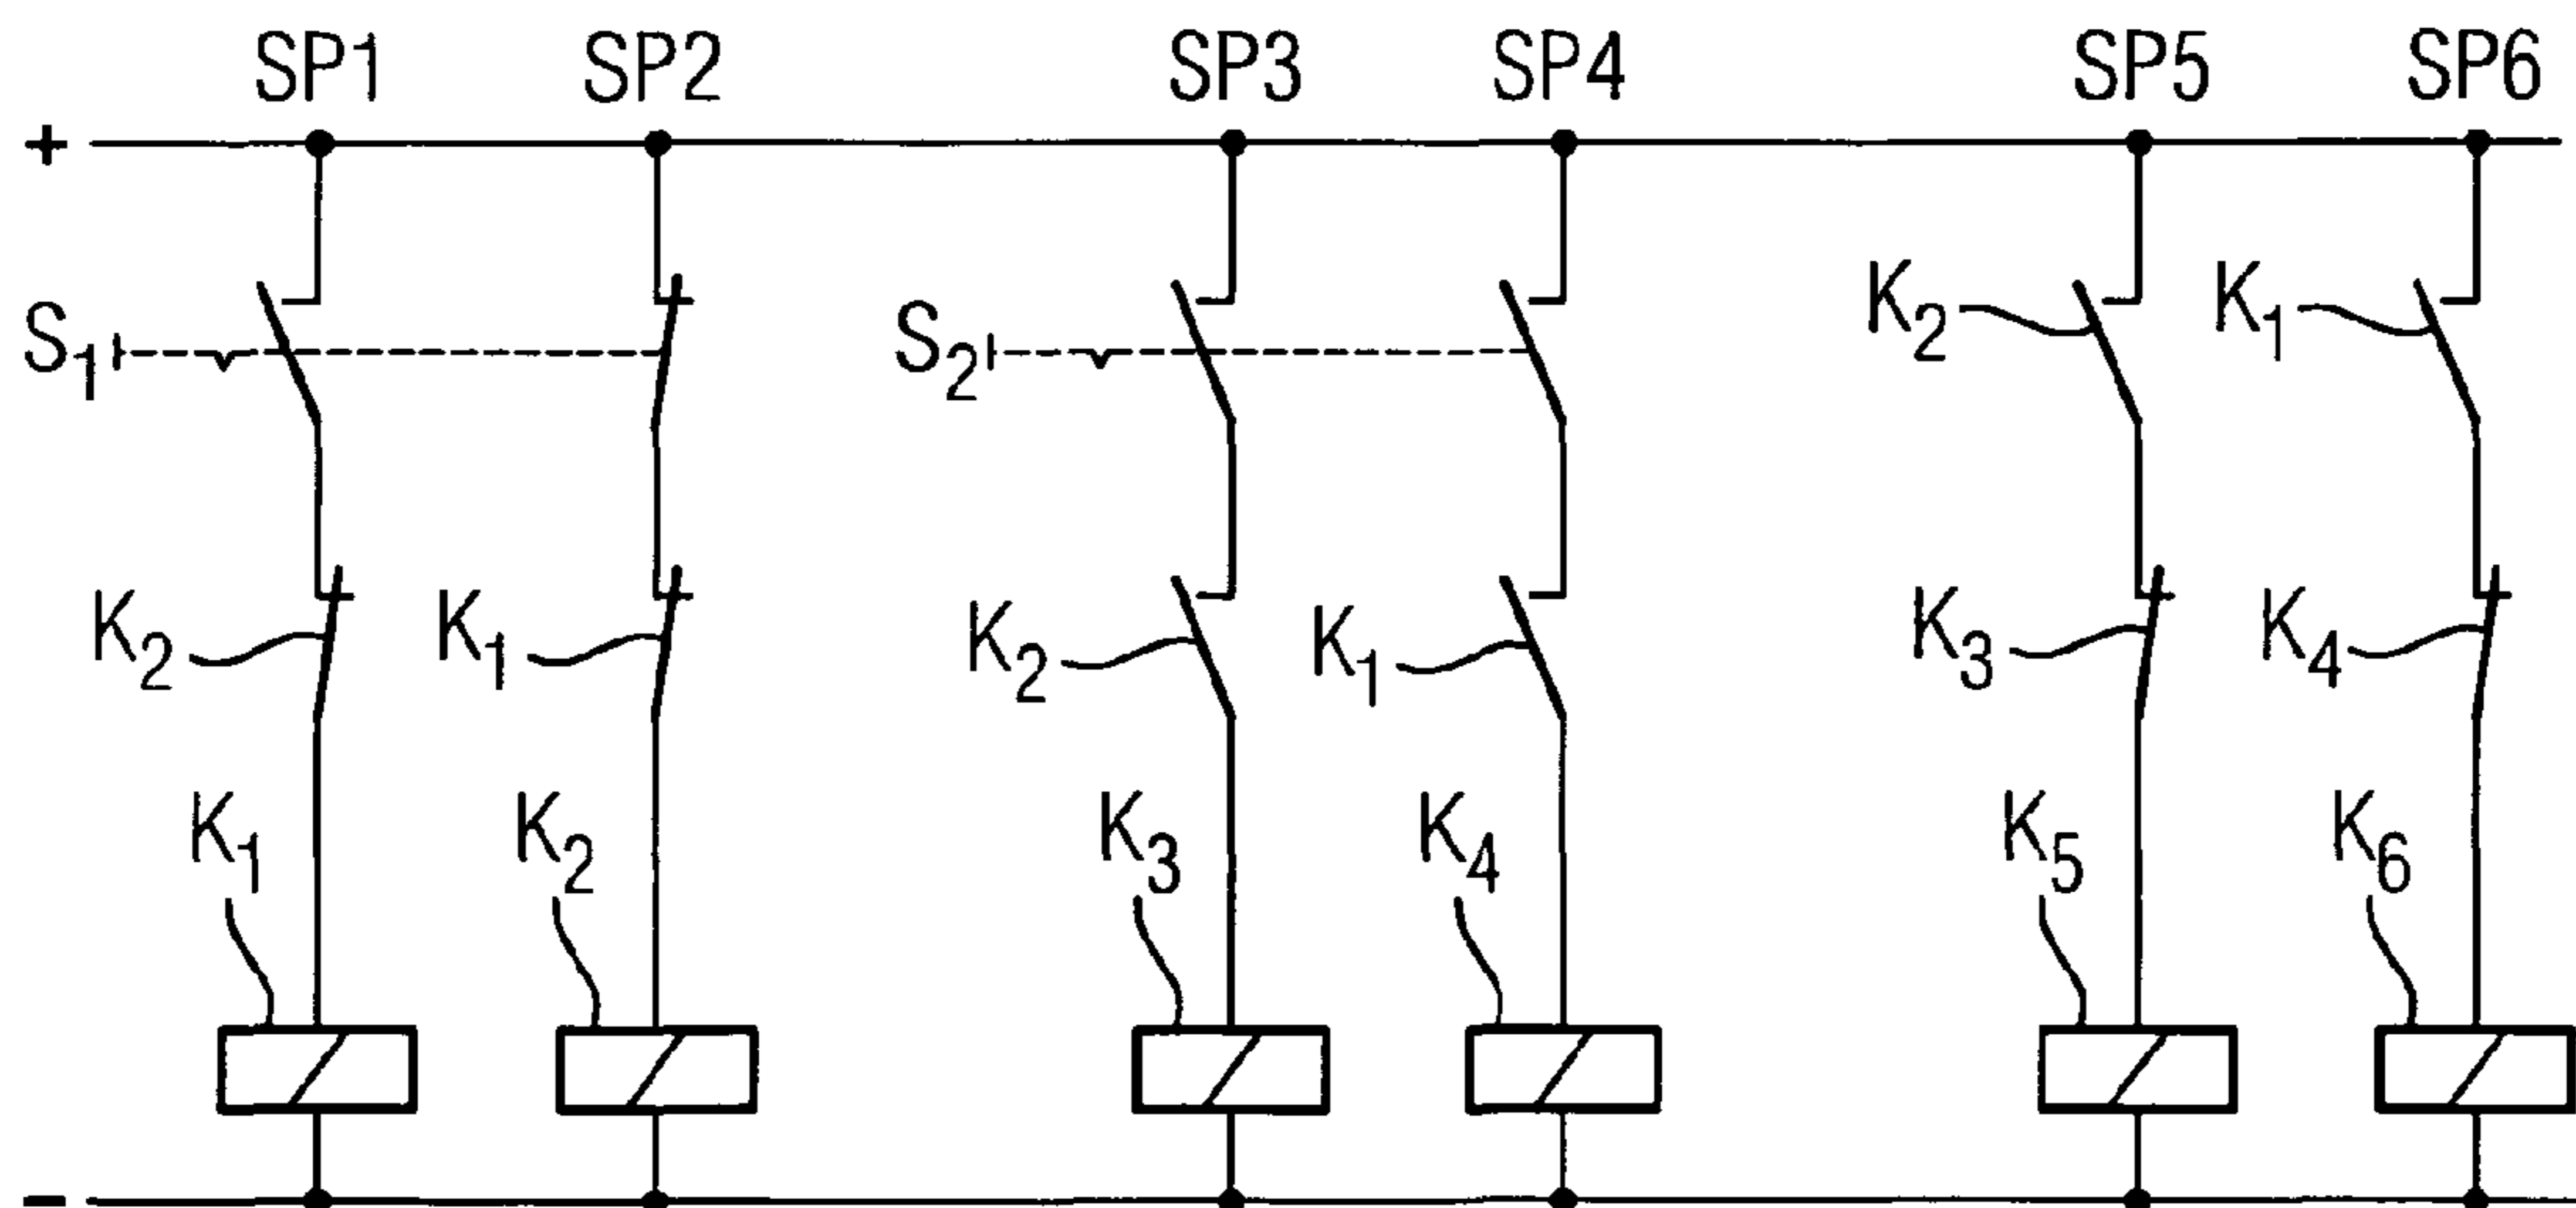 SP1 SP2 SP3 SP4 SP5 SP6
+
K₂ K₁
S₁ S₂
K₂ K₁ K₂ K₁ K₃ K₄
K₁ K₂ K₃ K₄ K₅ K₆
−